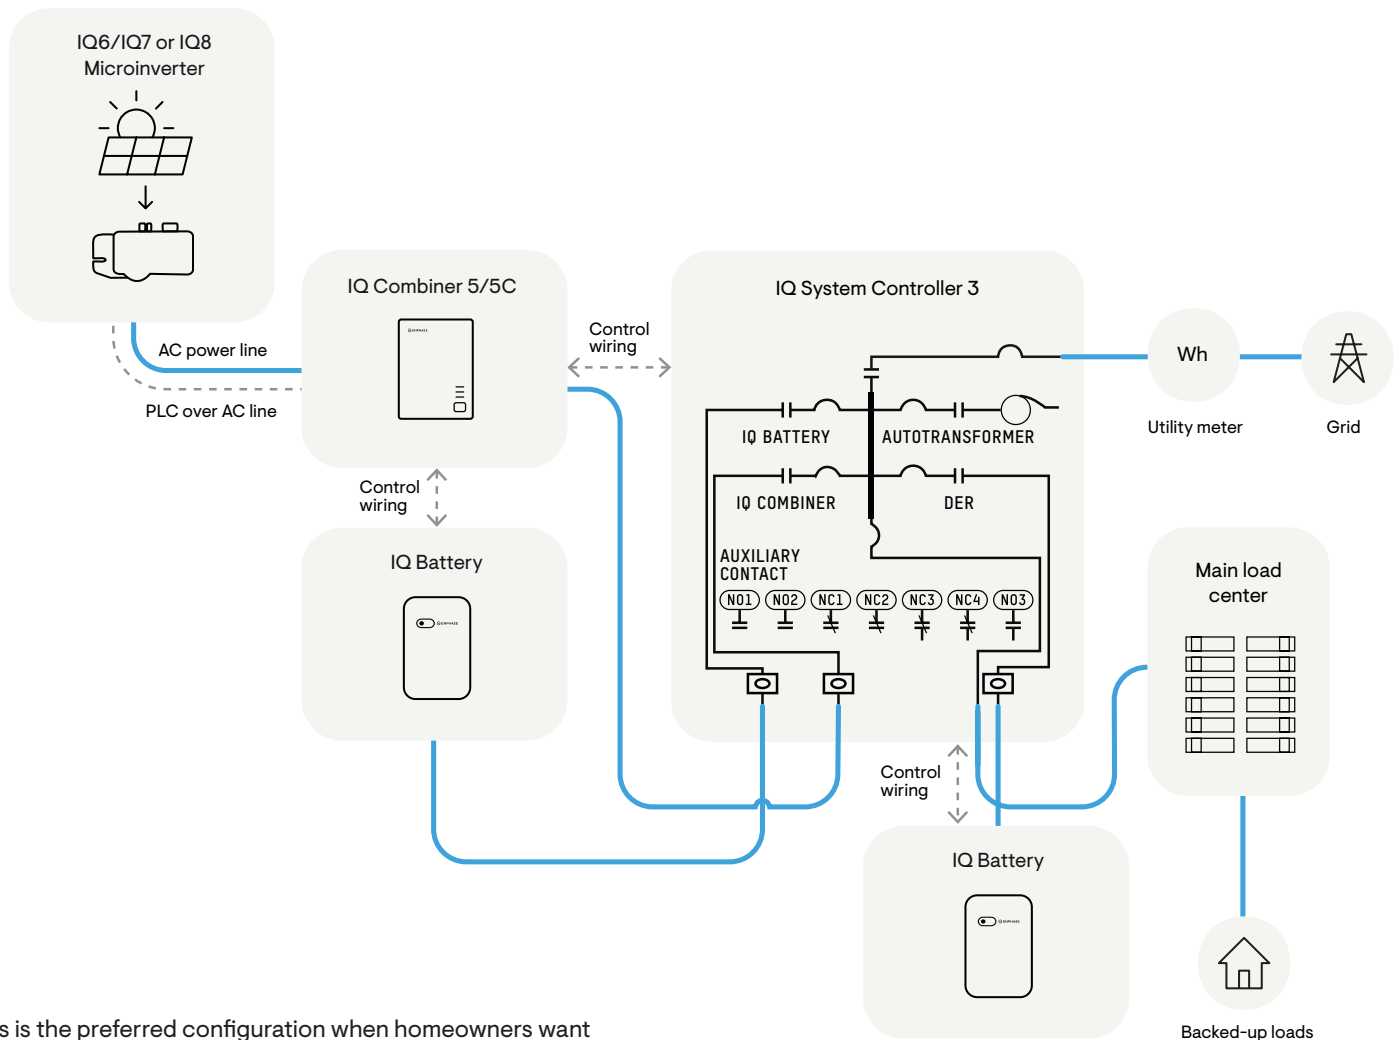 IQ6/IQ7 or IQ8
Microinverter
AC power line
PLC over AC line
IQ Combiner 5/5C
ENPHASE
Control
wiring
Control
wiring
IQ Battery
ENPHASE
IQ System Controller 3
IQ BATTERY
AUTOTRANSFORMER
IQ COMBINER
DER
AUXILIARY
CONTACT
NO1 NO2 NC1 NC2 NC3 NC4 NO3
Wh
Utility meter
Grid
Main load
center
Control
wiring
IQ Battery
ENPHASE
Backed-up loads
s is the preferred configuration when homeowners want